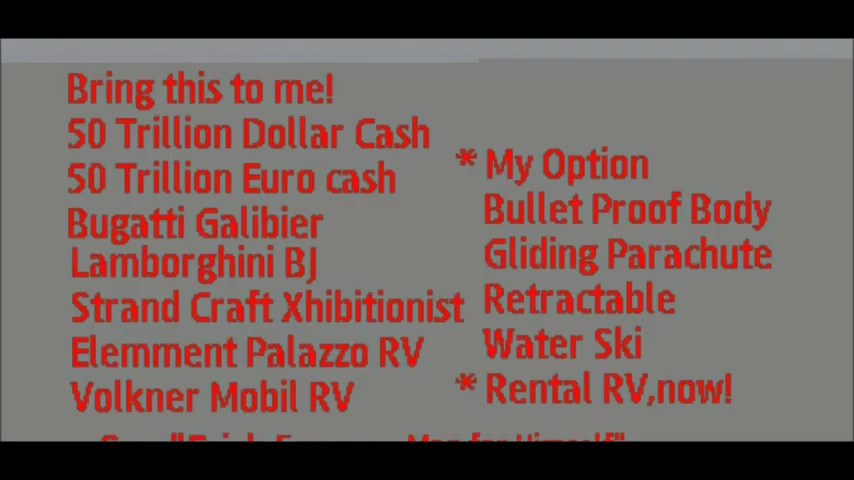 Bring this to me!
50 Trillion Dollar Cash
50 Trillion Euro cash
Bugatti Galibier
Lamborghini BJ
Strand Craft Xhibitionist
Elemment Palazzo RV
Volkner Mobil RV
* My Option
Bullet Proof Body
Gliding Parachute
Retractable
Water Ski
* Rental RV,now!